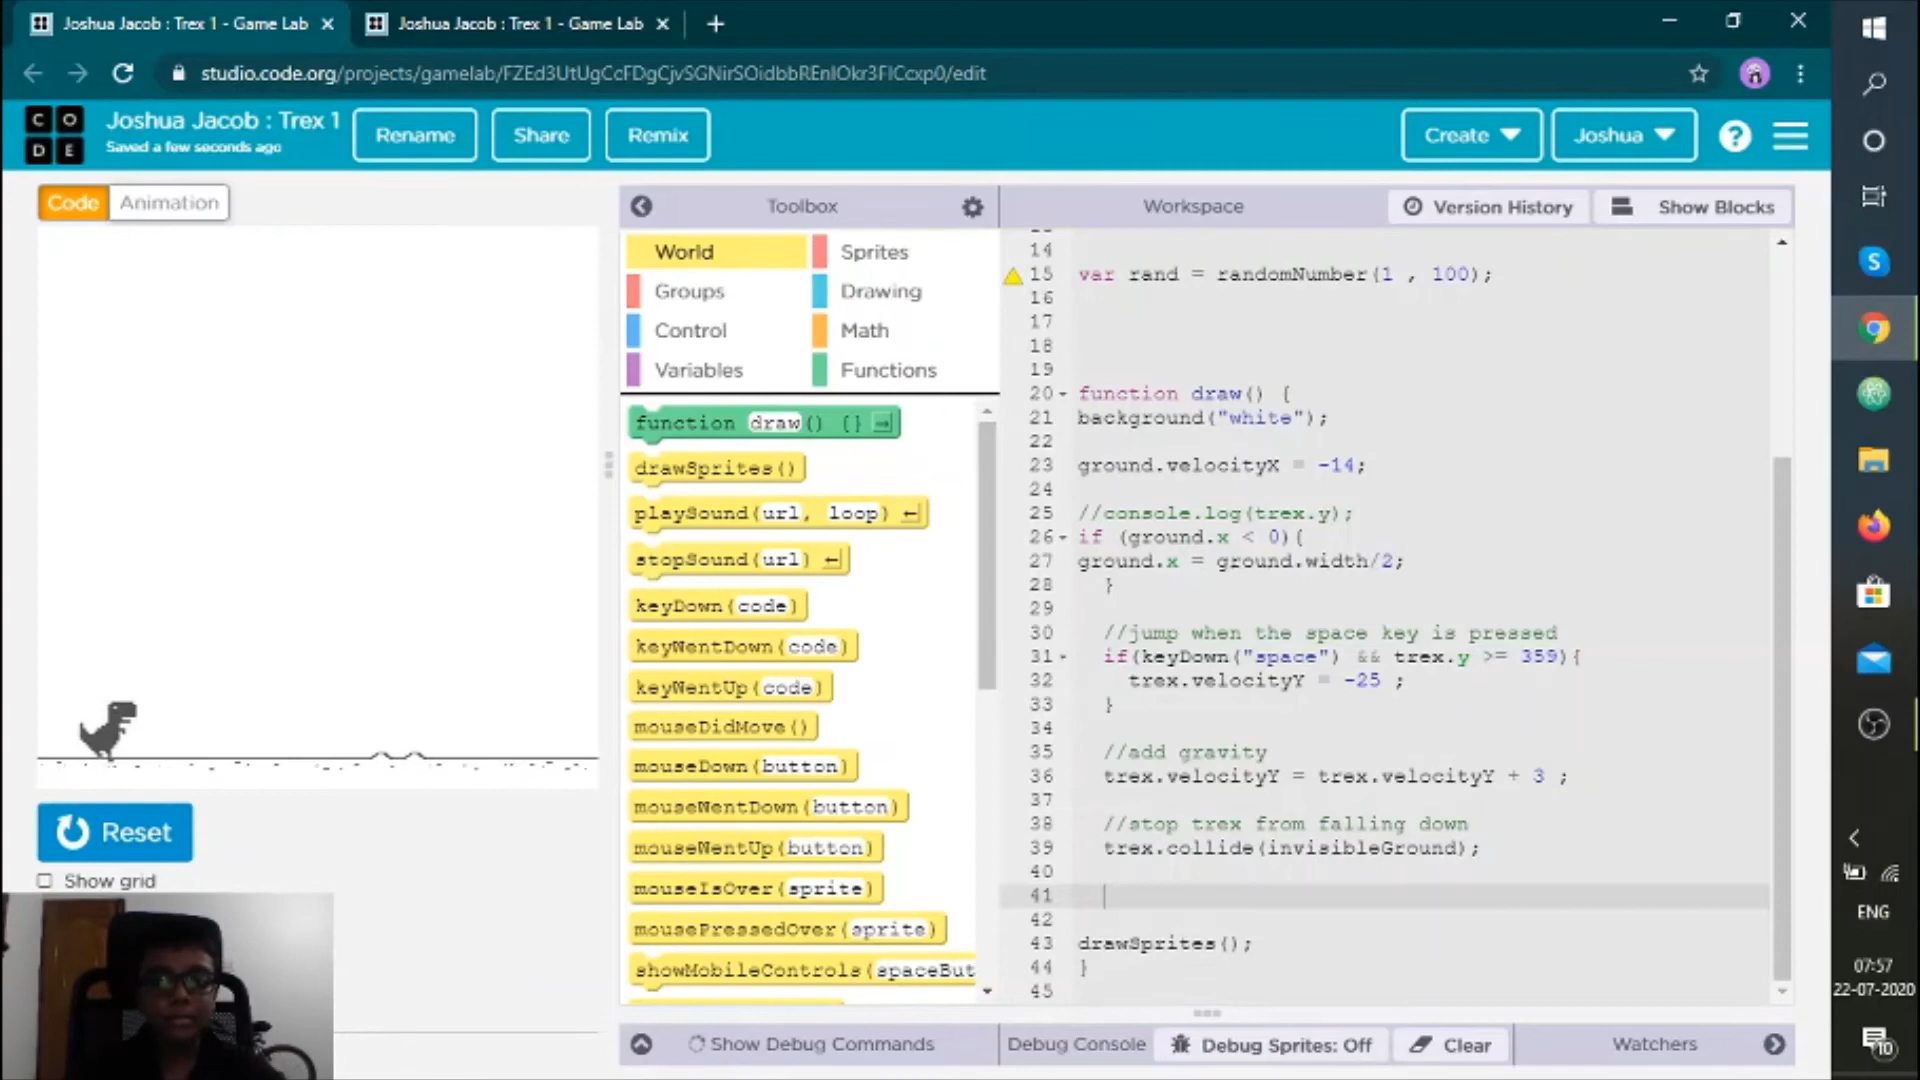 Joshua Jacob : Trex 1 - Game Lab
Joshua Jacob : Trex 1 - Game Lab
studio.code.org/projects/gamelab/FZEd3UtUgCcFDgCjvSGNirSOidbbREnlOkr3FlCcxp0/edit
C O D E
Joshua Jacob : Trex 1
Saved a few seconds ago
Rename
Share
Remix
Create
Joshua
?
Code
Animation
Toolbox
Workspace
Version History
Show Blocks
World
Sprites
Groups
Drawing
Control
Math
Variables
Functions
function draw() {}
drawSprites()
playSound(url, loop)
stopSound(url)
keyDown(code)
keyWentDown(code)
keyWentUp(code)
mouseDidMove()
mouseDown(button)
mouseWentDown(button)
mouseWentUp(button)
mouseIsOver(sprite)
mousePressedOver(sprite)
showMobileControls(spaceBut
14
15 var rand = randomNumber(1 , 100);
16
17
18
19
20 function draw() {
21 background("white");
22
23 ground.velocityX = -14;
24
25 //console.log(trex.y);
26 if (ground.x < 0){
27 ground.x = ground.width/2;
28 }
29
30 //jump when the space key is pressed
31 if(keyDown("space") && trex.y >= 359){
32 trex.velocityY = -25 ;
33 }
34
35 //add gravity
36 trex.velocityY = trex.velocityY + 3 ;
37
38 //stop trex from falling down
39 trex.collide(invisibleGround);
40
41
42
43 drawSprites();
44 }
45
Reset
Show grid
Show Debug Commands
Debug Console
Debug Sprites: Off
Clear
Watchers
S
ENG
07:57
22-07-2020
10